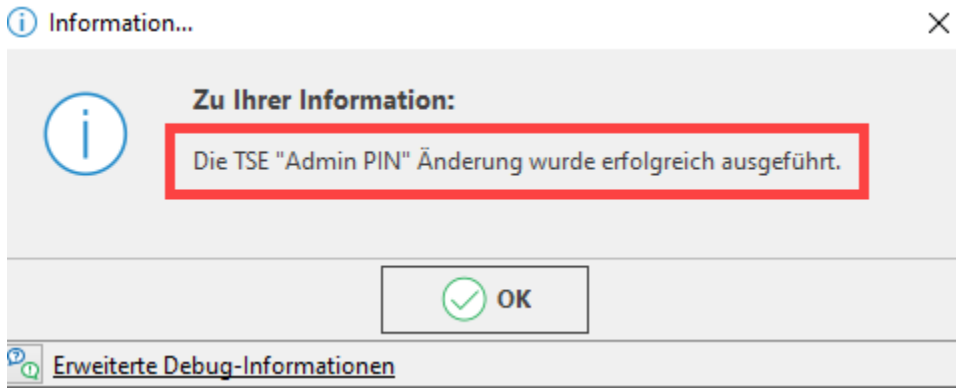 Information...
Zu Ihrer Information:
Die TSE "Admin PIN" Änderung wurde erfolgreich ausgeführt.
OK
Erweiterte Debug-Informationen